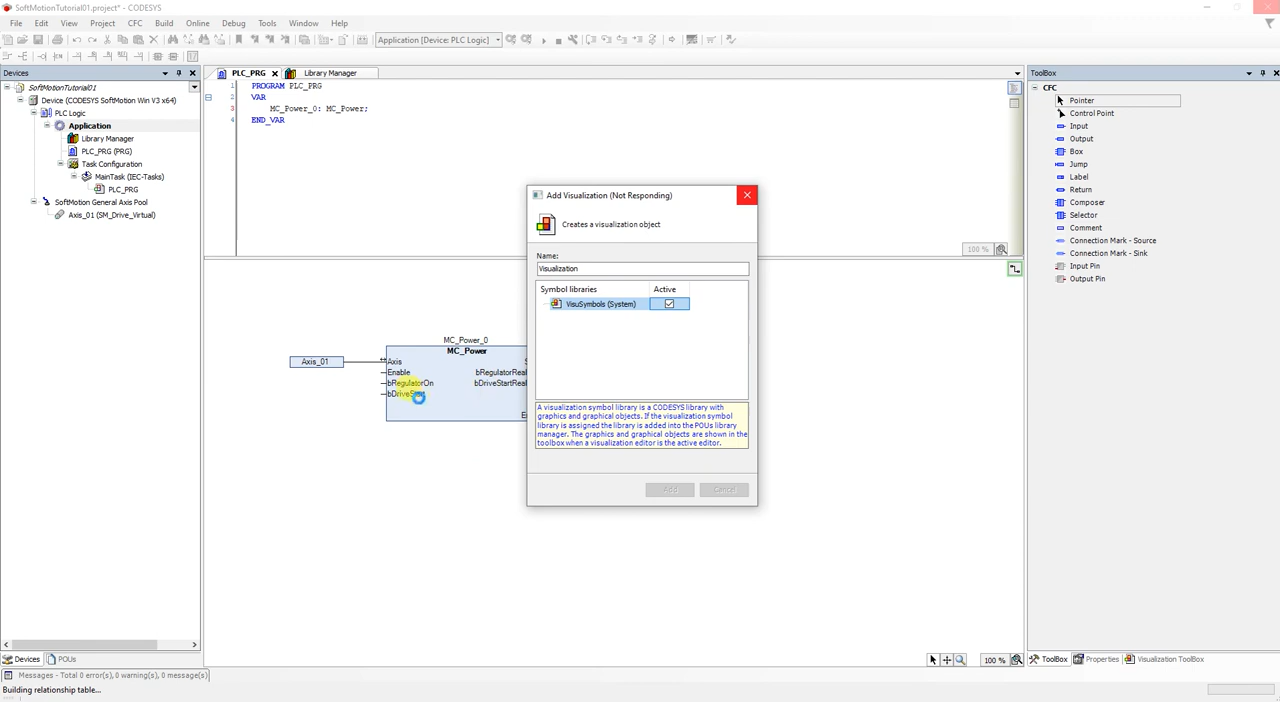 SoftMotionTutorial01.project* - CODESYS
File Edit View Project CFC Build Online Debug Tools Window Help
Application [Device: PLC Logic]
Devices
SoftMotionTutorial01
Device (CODESYS SoftMotion Win V3 x64)
PLC Logic
Application
Library Manager
PLC_PRG (PRG)
Task Configuration
MainTask (IEC-Tasks)
PLC_PRG
SoftMotion General Axis Pool
Axis_01 (SM_Drive_Virtual)
Devices POUs
PLC_PRG Library Manager
1 PROGRAM PLC_PRG
2 VAR
3 MC_Power_0: MC_Power;
4 END_VAR
100 %
MC_Power_0
MC_Power
Axis_01 Axis S
Enable bRegulatorReal
bRegulatorOn bDriveStartReal
bDriveStart
Er
100 %
Add Visualization (Not Responding)
Creates a visualization object
Name:
Visualization
Symbol libraries Active
VisuSymbols (System)
A visualization symbol library is a CODESYS library with
graphics and graphical objects. If the visualization symbol
library is assigned the library is added into the POUs library
manager. The graphics and graphical objects are shown in the
toolbox when a visualization editor is the active editor.
Add Cancel
ToolBox
CFC
Pointer
Control Point
Input
Output
Box
Jump
Label
Return
Composer
Selector
Comment
Connection Mark - Source
Connection Mark - Sink
Input Pin
Output Pin
ToolBox Properties Visualization ToolBox
Messages - Total 0 error(s), 0 warning(s), 0 message(s)
Building relationship table...